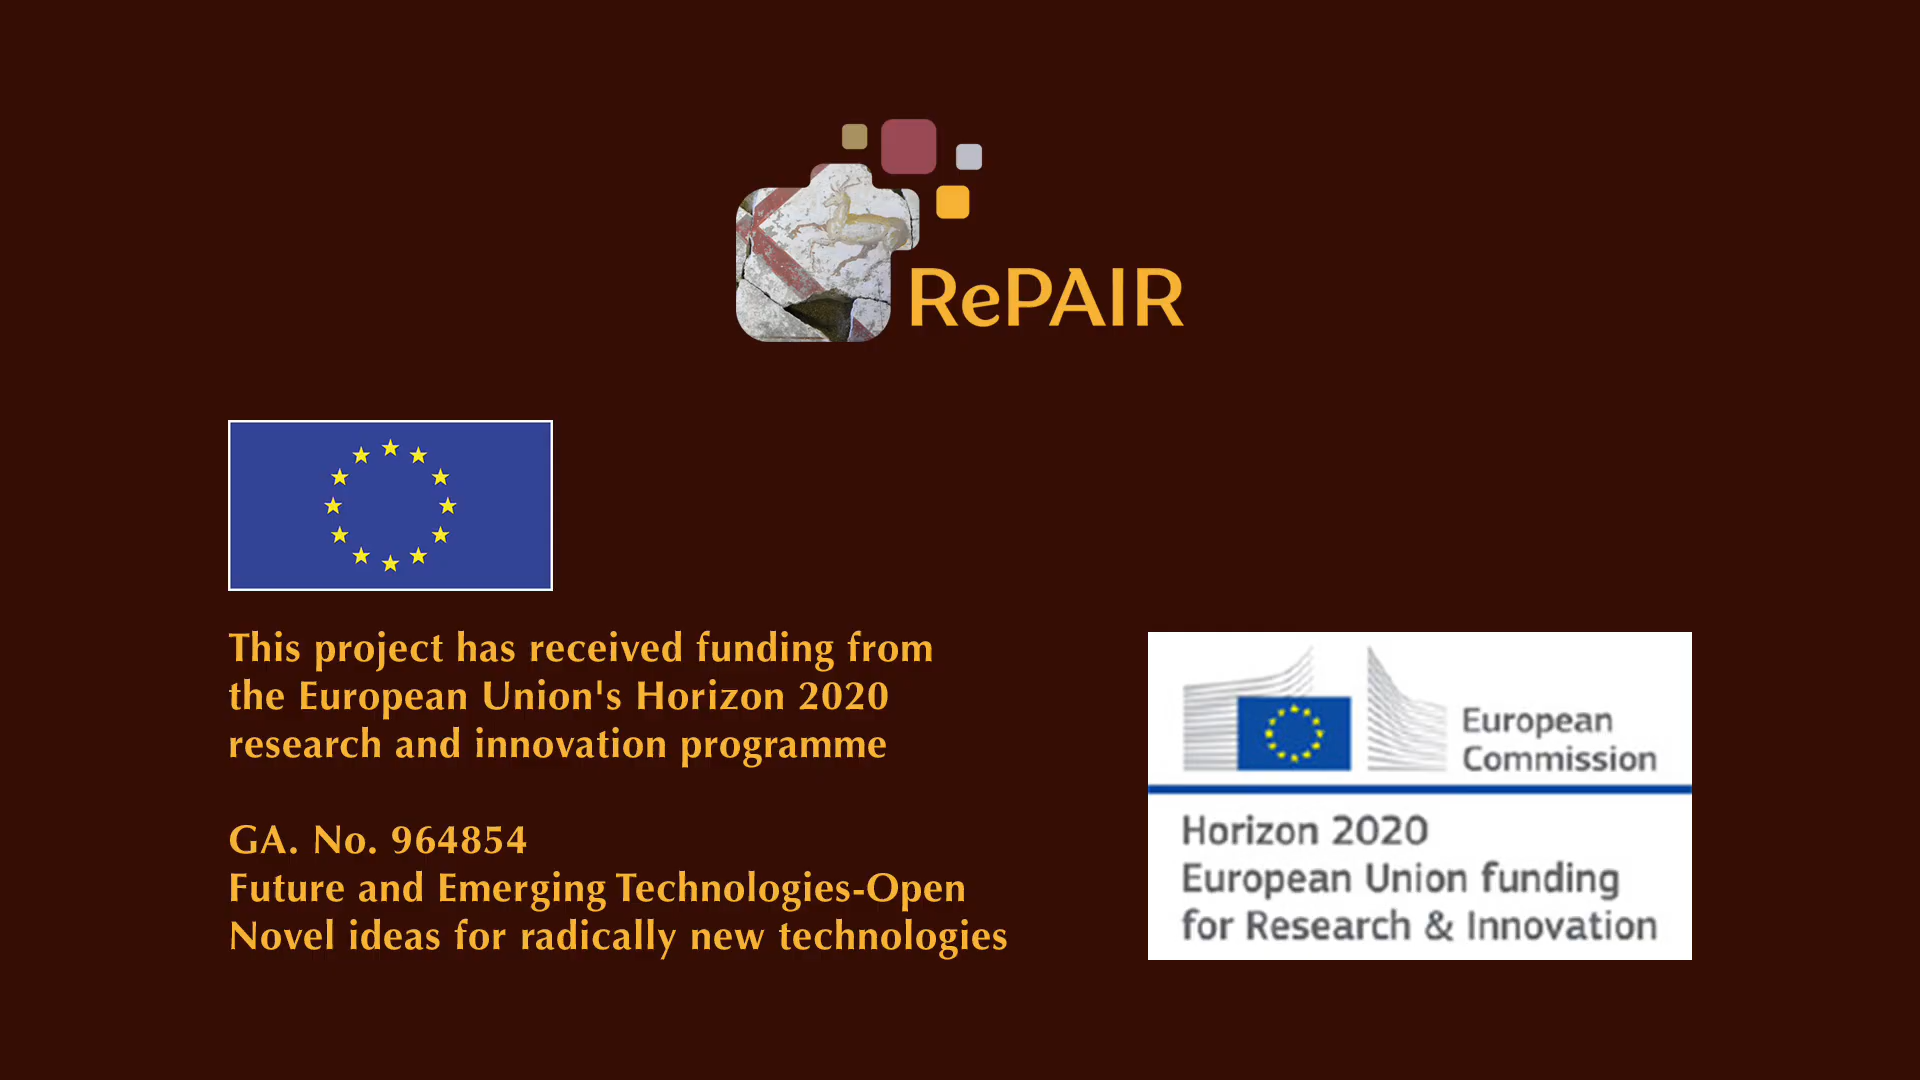 RePAIR
This project has received funding from
the European Union's Horizon 2020
research and innovation programme
GA. No. 964854
Future and Emerging Technologies-Open
Novel ideas for radically new technologies
European
Commission
Horizon 2020
European Union funding
for Research & Innovation